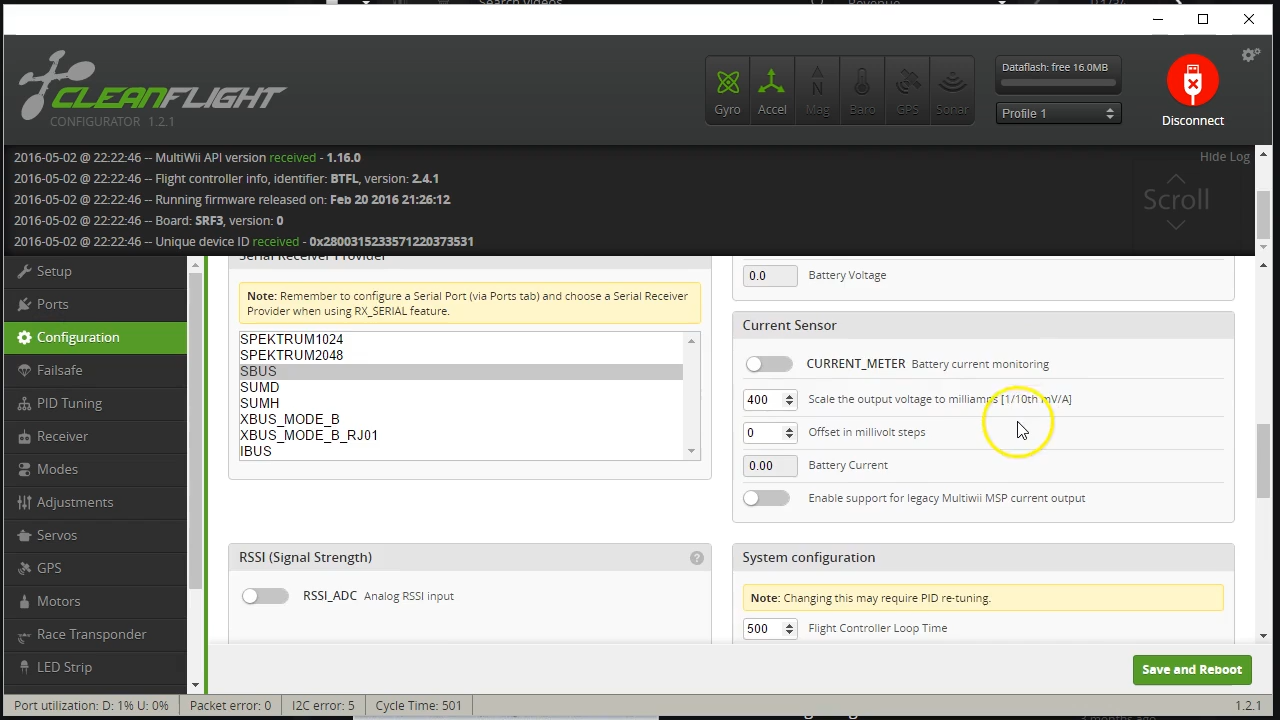 CLEANFLIGHT
CONFIGURATOR 1.2.1
Gyro
Accel
Mag
Baro
GPS
Sonar
Dataflash: free 16.0MB
Profile 1
Disconnect
2016-05-02 @ 22:22:46 -- MultiWii API version received - 1.16.0
Hide Log
2016-05-02 @ 22:22:46 -- Flight controller info, identifier: BTFL, version: 2.4.1
2016-05-02 @ 22:22:46 -- Running firmware released on: Feb 20 2016 21:26:12
Scroll
2016-05-02 @ 22:22:46 -- Board: SRF3, version: 0
2016-05-02 @ 22:22:46 -- Unique device ID received - 0x2800315233571220373531
Setup
Ports
Configuration
Failsafe
PID Tuning
Receiver
Modes
Adjustments
Servos
GPS
Motors
Race Transponder
LED Strip
Serial Receiver Provider
Note: Remember to configure a Serial Port (via Ports tab) and choose a Serial Receiver
Provider when using RX_SERIAL feature.
SPEKTRUM1024
SPEKTRUM2048
SBUS
SUMD
SUMH
XBUS_MODE_B
XBUS_MODE_B_RJ01
IBUS
RSSI (Signal Strength)
?
RSSI_ADC Analog RSSI input
0.0 Battery Voltage
Current Sensor
CURRENT_METER Battery current monitoring
400 Scale the output voltage to milliamps [1/10th mV/A]
0 Offset in millivolt steps
0.00 Battery Current
Enable support for legacy Multiwii MSP current output
System configuration
Note: Changing this may require PID re-tuning.
500 Flight Controller Loop Time
Save and Reboot
Port utilization: D: 1% U: 0%
Packet error: 0
I2C error: 5
Cycle Time: 501
1.2.1
3 months ago